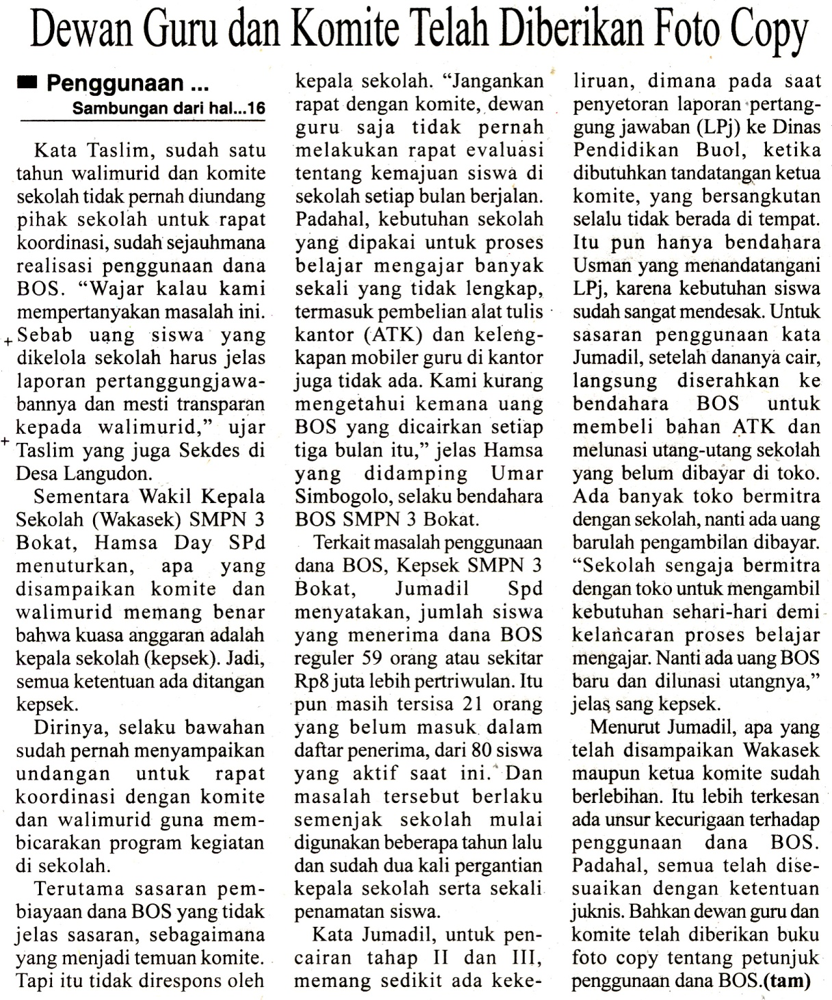 Dewan Guru dan Komite Telah Diberikan Foto Copy
Penggunaan ...
Sambungan dari hal...16
Kata Taslim, sudah satu
tahun walimurid dan komite
sekolah tidak pernah diundang
pihak sekolah untuk rapat
koordinasi, sudah sejauhmana
realisasi penggunaan dana
BOS. “Wajar kalau kami
mempertanyakan masalah ini.
Sebab uang siswa yang
dikelola sekolah harus jelas
laporan pertanggungjawa-
bannya dan mesti transparan
kepada walimurid,” ujar
Taslim yang juga Sekdes di
Desa Langudon.
Sementara Wakil Kepala
Sekolah (Wakasek) SMPN 3
Bokat, Hamsa Day SPd
menuturkan, apa yang
disampaikan komite dan
walimurid memang benar
bahwa kuasa anggaran adalah
kepala sekolah (kepsek). Jadi,
semua ketentuan ada ditangan
kepsek.
Dirinya, selaku bawahan
sudah pernah menyampaikan
undangan untuk rapat
koordinasi dengan komite
dan walimurid guna mem-
bicarakan program kegiatan
di sekolah.
Terutama sasaran pem-
biayaan dana BOS yang tidak
jelas sasaran, sebagaimana
yang menjadi temuan komite.
Tapi itu tidak direspons oleh
kepala sekolah. “Jangankan
rapat dengan komite, dewan
guru saja tidak pernah
melakukan rapat evaluasi
tentang kemajuan siswa di
sekolah setiap bulan berjalan.
Padahal, kebutuhan sekolah
yang dipakai untuk proses
belajar mengajar banyak
sekali yang tidak lengkap,
termasuk pembelian alat tulis
kantor (ATK) dan keleng-
kapan mobiler guru di kantor
juga tidak ada. Kami kurang
mengetahui kemana uang
BOS yang dicairkan setiap
tiga bulan itu,” jelas Hamsa
yang didamping Umar
Simbogolo, selaku bendahara
BOS SMPN 3 Bokat.
Terkait masalah penggunaan
dana BOS, Kepsek SMPN 3
Bokat, Jumadil Spd
menyatakan, jumlah siswa
yang menerima dana BOS
reguler 59 orang atau sekitar
Rp8 juta lebih pertriwulan. Itu
pun masih tersisa 21 orang
yang belum masuk dalam
daftar penerima, dari 80 siswa
yang aktif saat ini. Dan
masalah tersebut berlaku
semenjak sekolah mulai
digunakan beberapa tahun lalu
dan sudah dua kali pergantian
kepala sekolah serta sekali
penamatan siswa.
Kata Jumadil, untuk pen-
cairan tahap II dan III,
memang sedikit ada keke-
liruan, dimana pada saat
penyetoran laporan pertang-
gung jawaban (LPj) ke Dinas
Pendidikan Buol, ketika
dibutuhkan tandatangan ketua
komite, yang bersangkutan
selalu tidak berada di tempat.
Itu pun hanya bendahara
Usman yang menandatangani
LPj, karena kebutuhan siswa
sudah sangat mendesak. Untuk
sasaran penggunaan kata
Jumadil, setelah dananya cair,
langsung diserahkan ke
bendahara BOS untuk
membeli bahan ATK dan
melunasi utang-utang sekolah
yang belum dibayar di toko.
Ada banyak toko bermitra
dengan sekolah, nanti ada uang
barulah pengambilan dibayar.
“Sekolah sengaja bermitra
dengan toko untuk mengambil
kebutuhan sehari-hari demi
kelancaran proses belajar
mengajar. Nanti ada uang BOS
baru dan dilunasi utangnya,”
jelas sang kepsek.
Menurut Jumadil, apa yang
telah disampaikan Wakasek
maupun ketua komite sudah
berlebihan. Itu lebih terkesan
ada unsur kecurigaan terhadap
penggunaan dana BOS.
Padahal, semua telah dise-
suaikan dengan ketentuan
juknis. Bahkan dewan guru dan
komite telah diberikan buku
foto copy tentang petunjuk
penggunaan dana BOS.(tam)